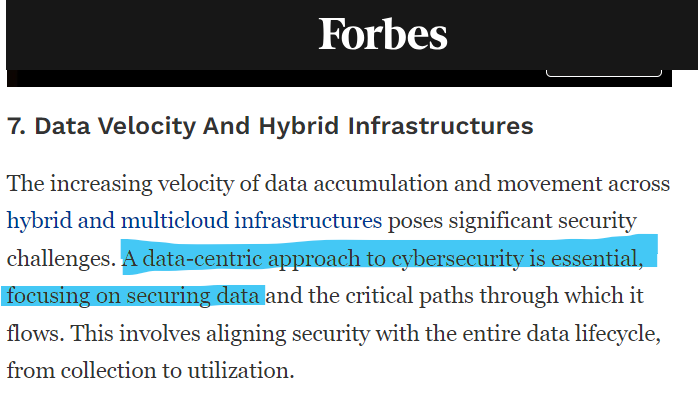 Forbes
7. Data Velocity And Hybrid Infrastructures
The increasing velocity of data accumulation and movement across
hybrid and multicloud infrastructures poses significant security
challenges. A data-centric approach to cybersecurity is essential,
focusing on securing data and the critical paths through which it
flows. This involves aligning security with the entire data lifecycle,
from collection to utilization.